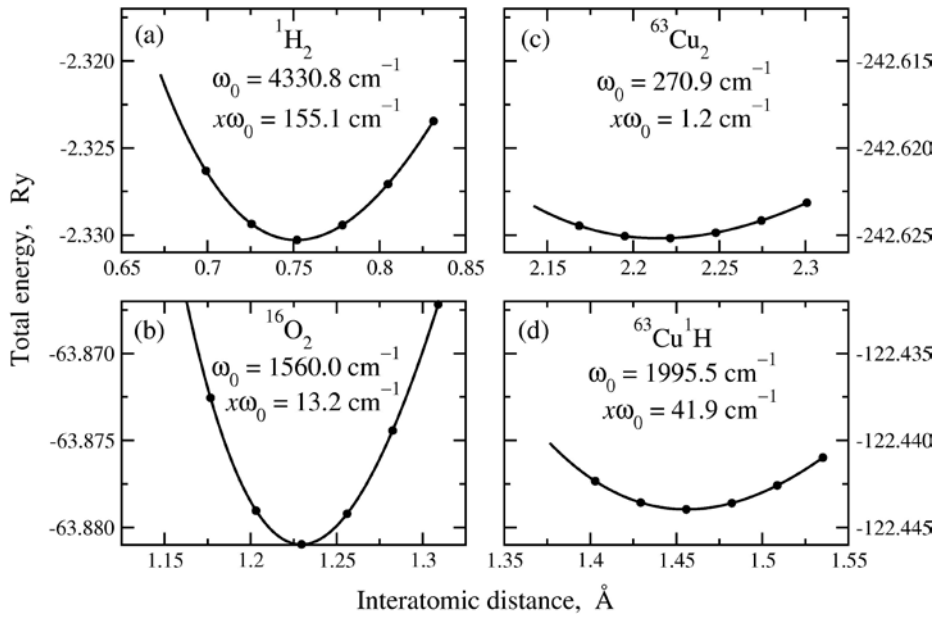 (a)
¹H₂
ω₀ = 4330.8 cm⁻¹
xω₀ = 155.1 cm⁻¹
-2.320
-2.325
-2.330
0.65 0.7 0.75 0.8 0.85
(c)
⁶³Cu₂
ω₀ = 270.9 cm⁻¹
xω₀ = 1.2 cm⁻¹
-242.615
-242.620
-242.625
2.15 2.2 2.25 2.3
(b)
¹⁶O₂
ω₀ = 1560.0 cm⁻¹
xω₀ = 13.2 cm⁻¹
-63.870
-63.875
-63.880
1.15 1.2 1.25 1.3
(d)
⁶³Cu¹H
ω₀ = 1995.5 cm⁻¹
xω₀ = 41.9 cm⁻¹
-122.435
-122.440
-122.445
1.35 1.4 1.45 1.5 1.55
Total energy, Ry
Interatomic distance, Å